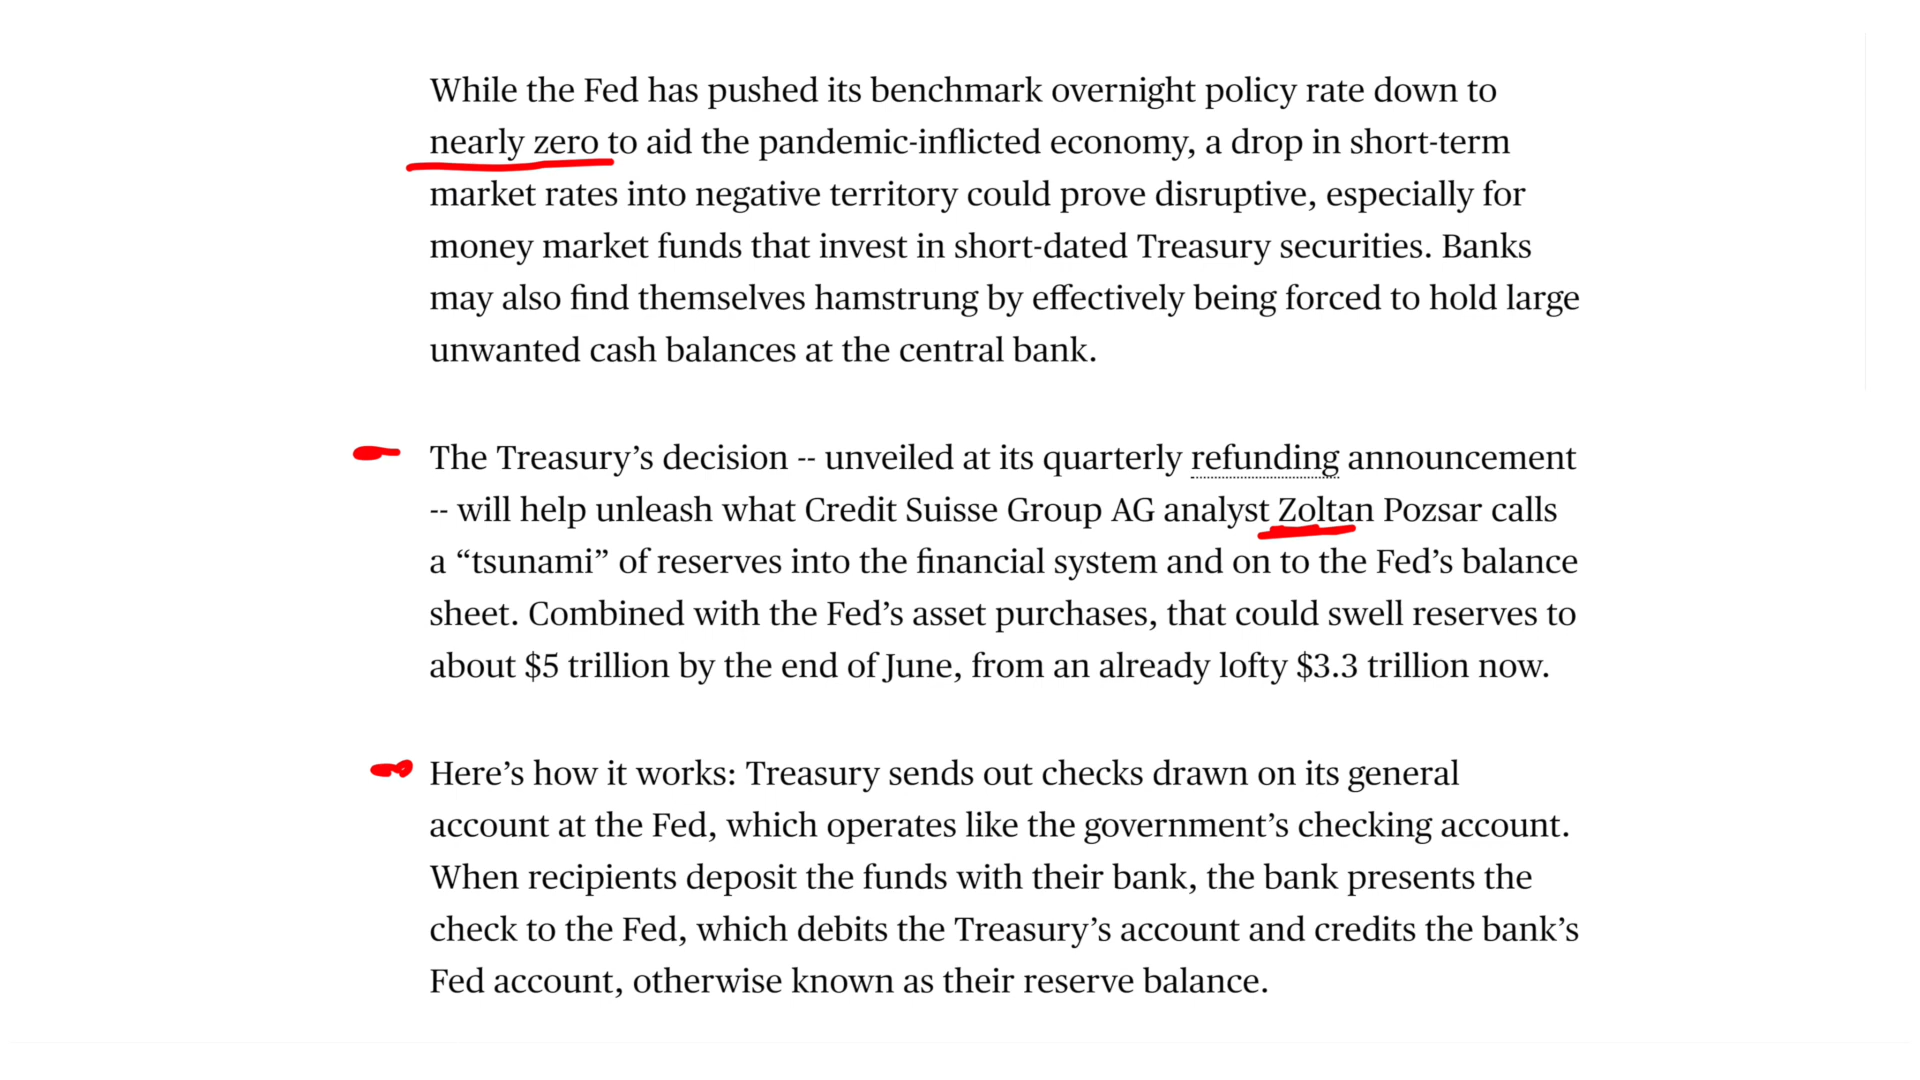 While the Fed has pushed its benchmark overnight policy rate down to
nearly zero to aid the pandemic-inflicted economy, a drop in short-term
market rates into negative territory could prove disruptive, especially for
money market funds that invest in short-dated Treasury securities. Banks
may also find themselves hamstrung by effectively being forced to hold large
unwanted cash balances at the central bank.
The Treasury’s decision -- unveiled at its quarterly refunding announcement
-- will help unleash what Credit Suisse Group AG analyst Zoltan Pozsar calls
a “tsunami” of reserves into the financial system and on to the Fed’s balance
sheet. Combined with the Fed’s asset purchases, that could swell reserves to
about $5 trillion by the end of June, from an already lofty $3.3 trillion now.
Here’s how it works: Treasury sends out checks drawn on its general
account at the Fed, which operates like the government’s checking account.
When recipients deposit the funds with their bank, the bank presents the
check to the Fed, which debits the Treasury’s account and credits the bank’s
Fed account, otherwise known as their reserve balance.